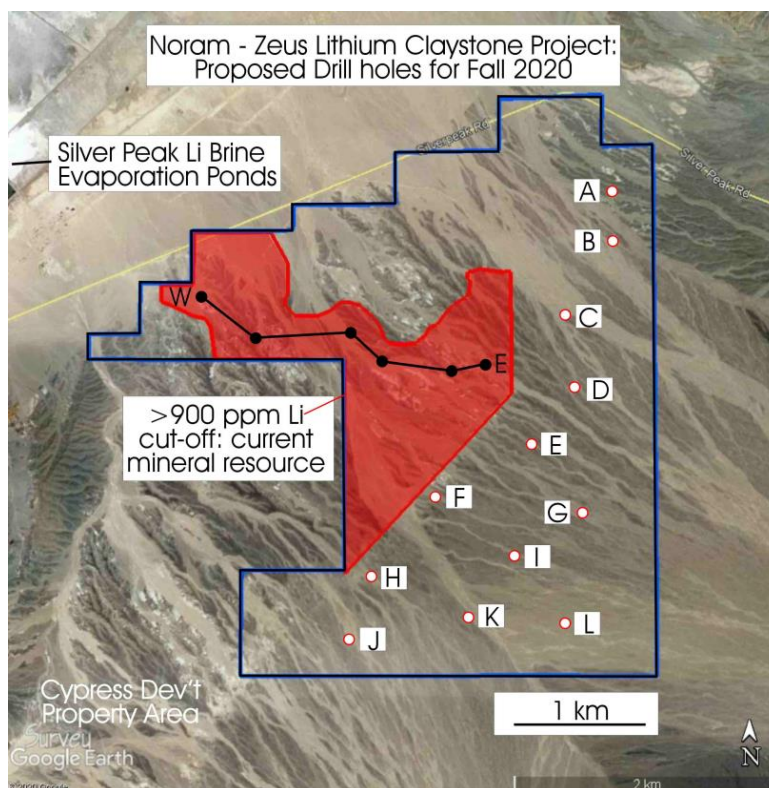 Noram - Zeus Lithium Claystone Project:
Proposed Drill holes for Fall 2020
Silverpeak Rd
Silver Peak Rd
Silver Peak Li Brine
Evaporation Ponds
A
B
W
C
E
D
>900 ppm Li
cut-off: current
mineral resource
E
F
G
I
H
K
L
J
Cypress Dev't
Property Area
Survey
Google Earth
1 km
N
2 km